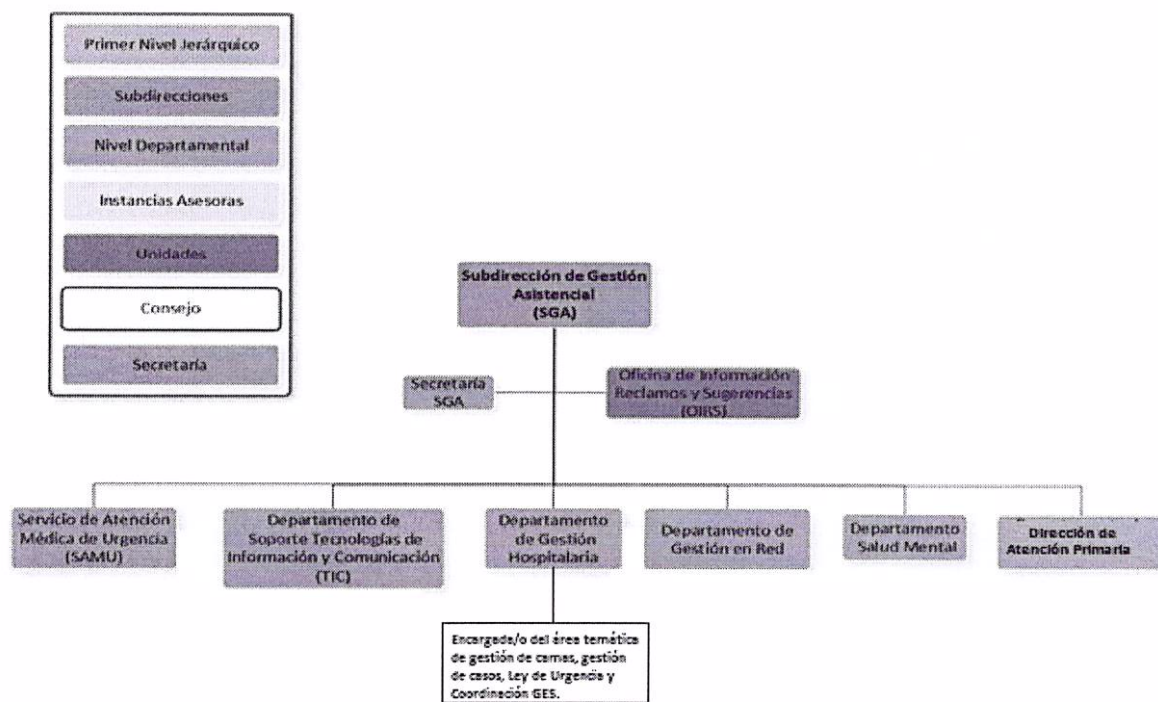 Primer Nivel Jerárquico
Subdirecciones
Nivel Departamental
Instancias Asesoras
Unidades
Consejo
Secretaría
Subdirección de Gestión
Asistencial
(SGA)
Secretaría
SGA
Oficina de Información
Reclamos y Sugerencias
(OIRS)
Servicio de Atención
Médica de Urgencia
(SAMU)
Departamento de
Soporte Tecnologías de
Información y Comunicación
(TIC)
Departamento
de Gestión
Hospitalaria
Departamento de
Gestión en Red
Departamento
Salud Mental
Dirección de
Atención Primaria
Encargada/o del área temática
de gestión de camas, gestión
de casos, Ley de Urgencia y
Coordinación GES.